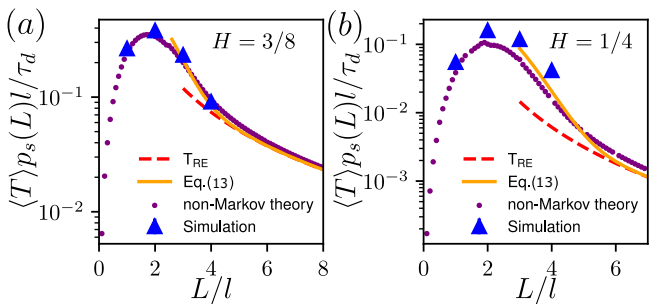 (a)
H = 3/8
⟨T⟩p_s(L)l/τ_d
10^{-1}
10^{-2}
T_RE
Eq.(13)
non-Markov theory
Simulation
0 2 4 6 8
L/l
(b)
H = 1/4
⟨T⟩p_s(L)l/τ_d
10^{-1}
10^{-2}
10^{-3}
T_RE
Eq.(13)
non-Markov theory
Simulation
0 2 4 6
L/l